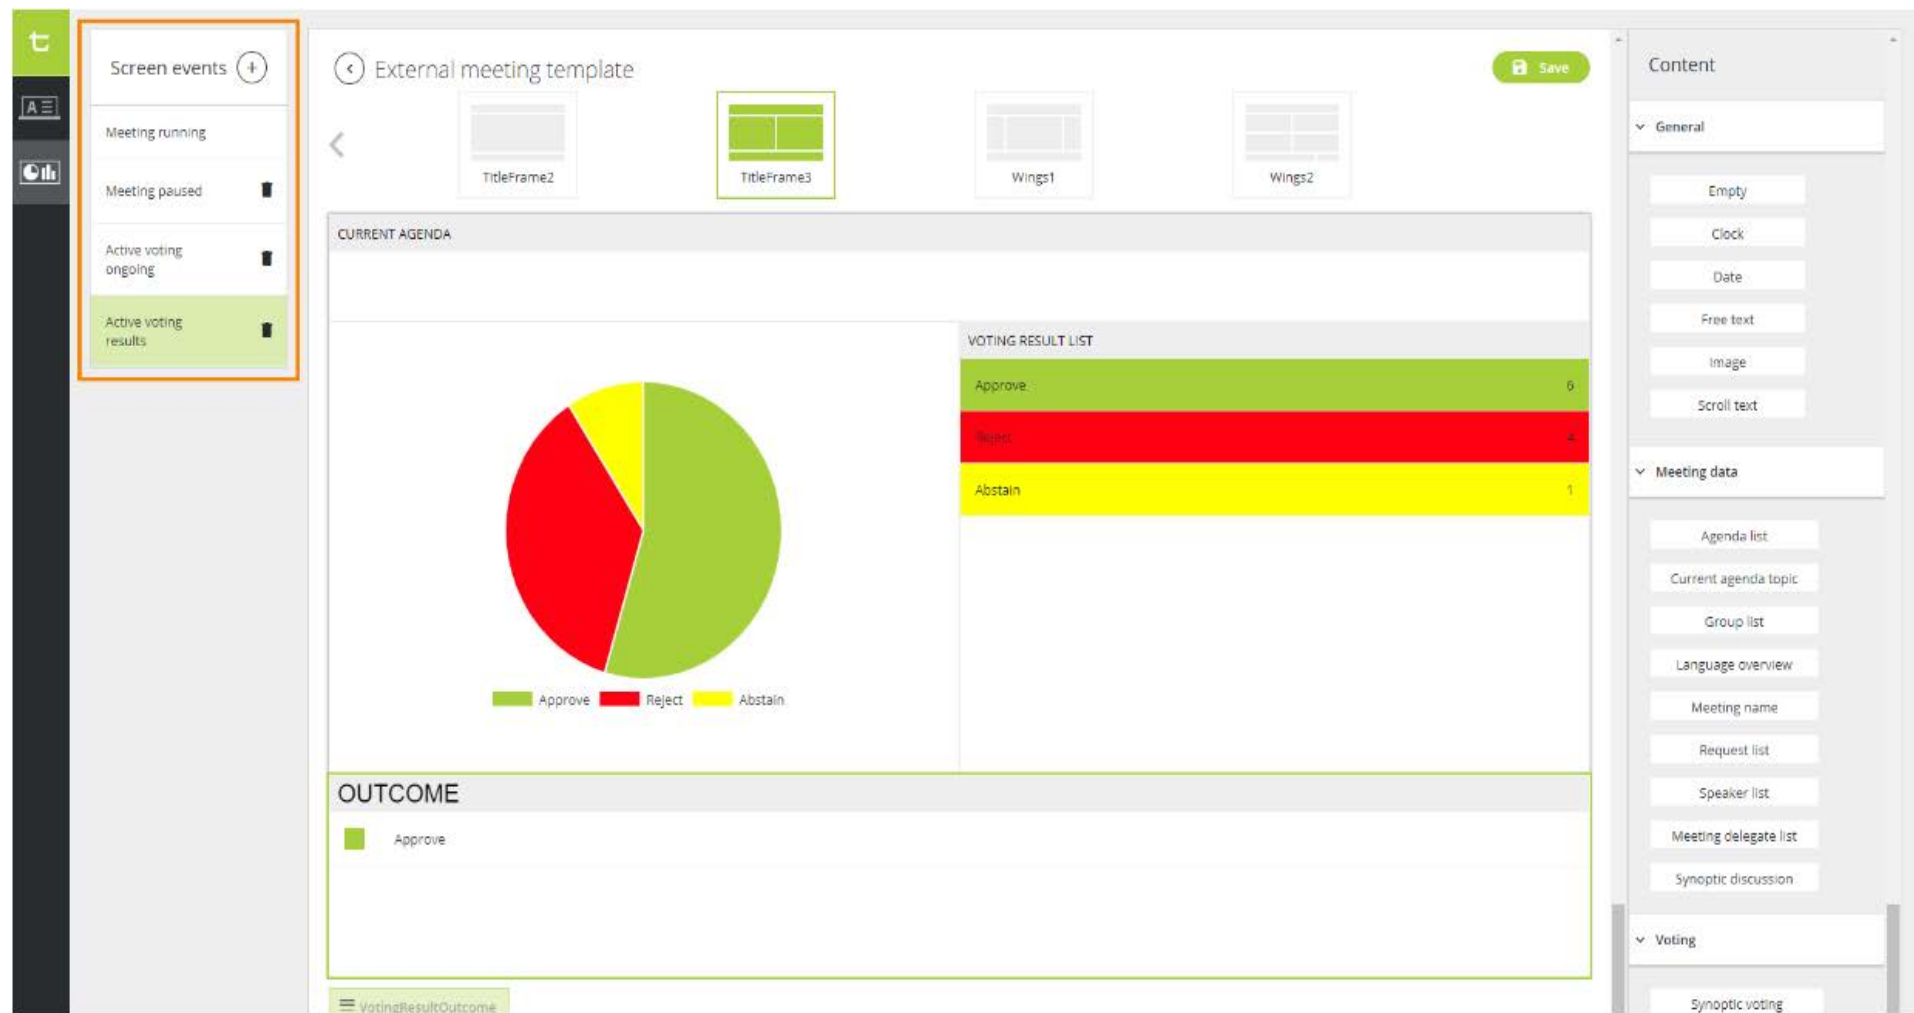 Screen events
Meeting running
Meeting paused
Active voting
ongoing
Active voting
results
External meeting template
Save
TitleFrame2
TitleFrame3
Wings1
Wings2
CURRENT AGENDA
VOTING RESULT LIST
Approve 6
Reject 4
Abstain 1
Approve Reject Abstain
OUTCOME
Approve
VotingResultOutcome
Content
General
Empty
Clock
Date
Free text
Image
Scroll text
Meeting data
Agenda list
Current agenda topic
Group list
Language overview
Meeting name
Request list
Speaker list
Meeting delegate list
Synoptic discussion
Voting
Synoptic voting